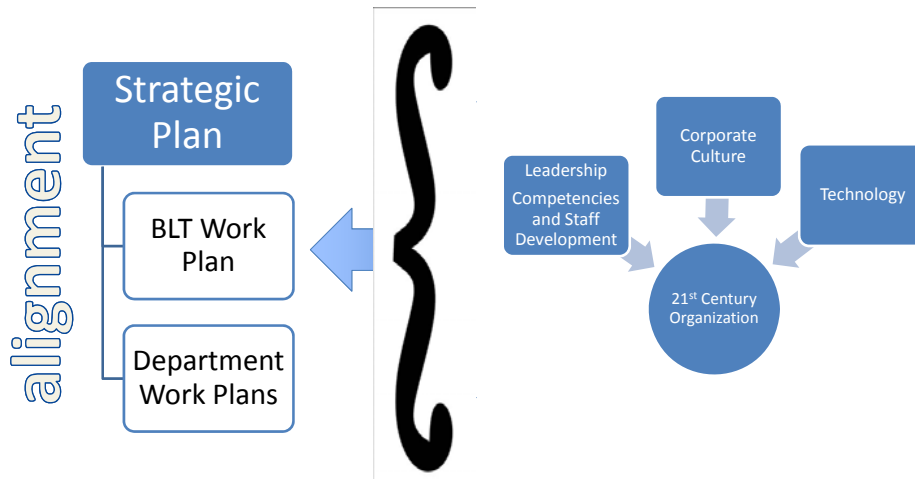 alignment
Strategic
Plan
BLT Work
Plan
Department
Work Plans
Leadership
Competencies
and Staff
Development
Corporate
Culture
Technology
21st Century
Organization